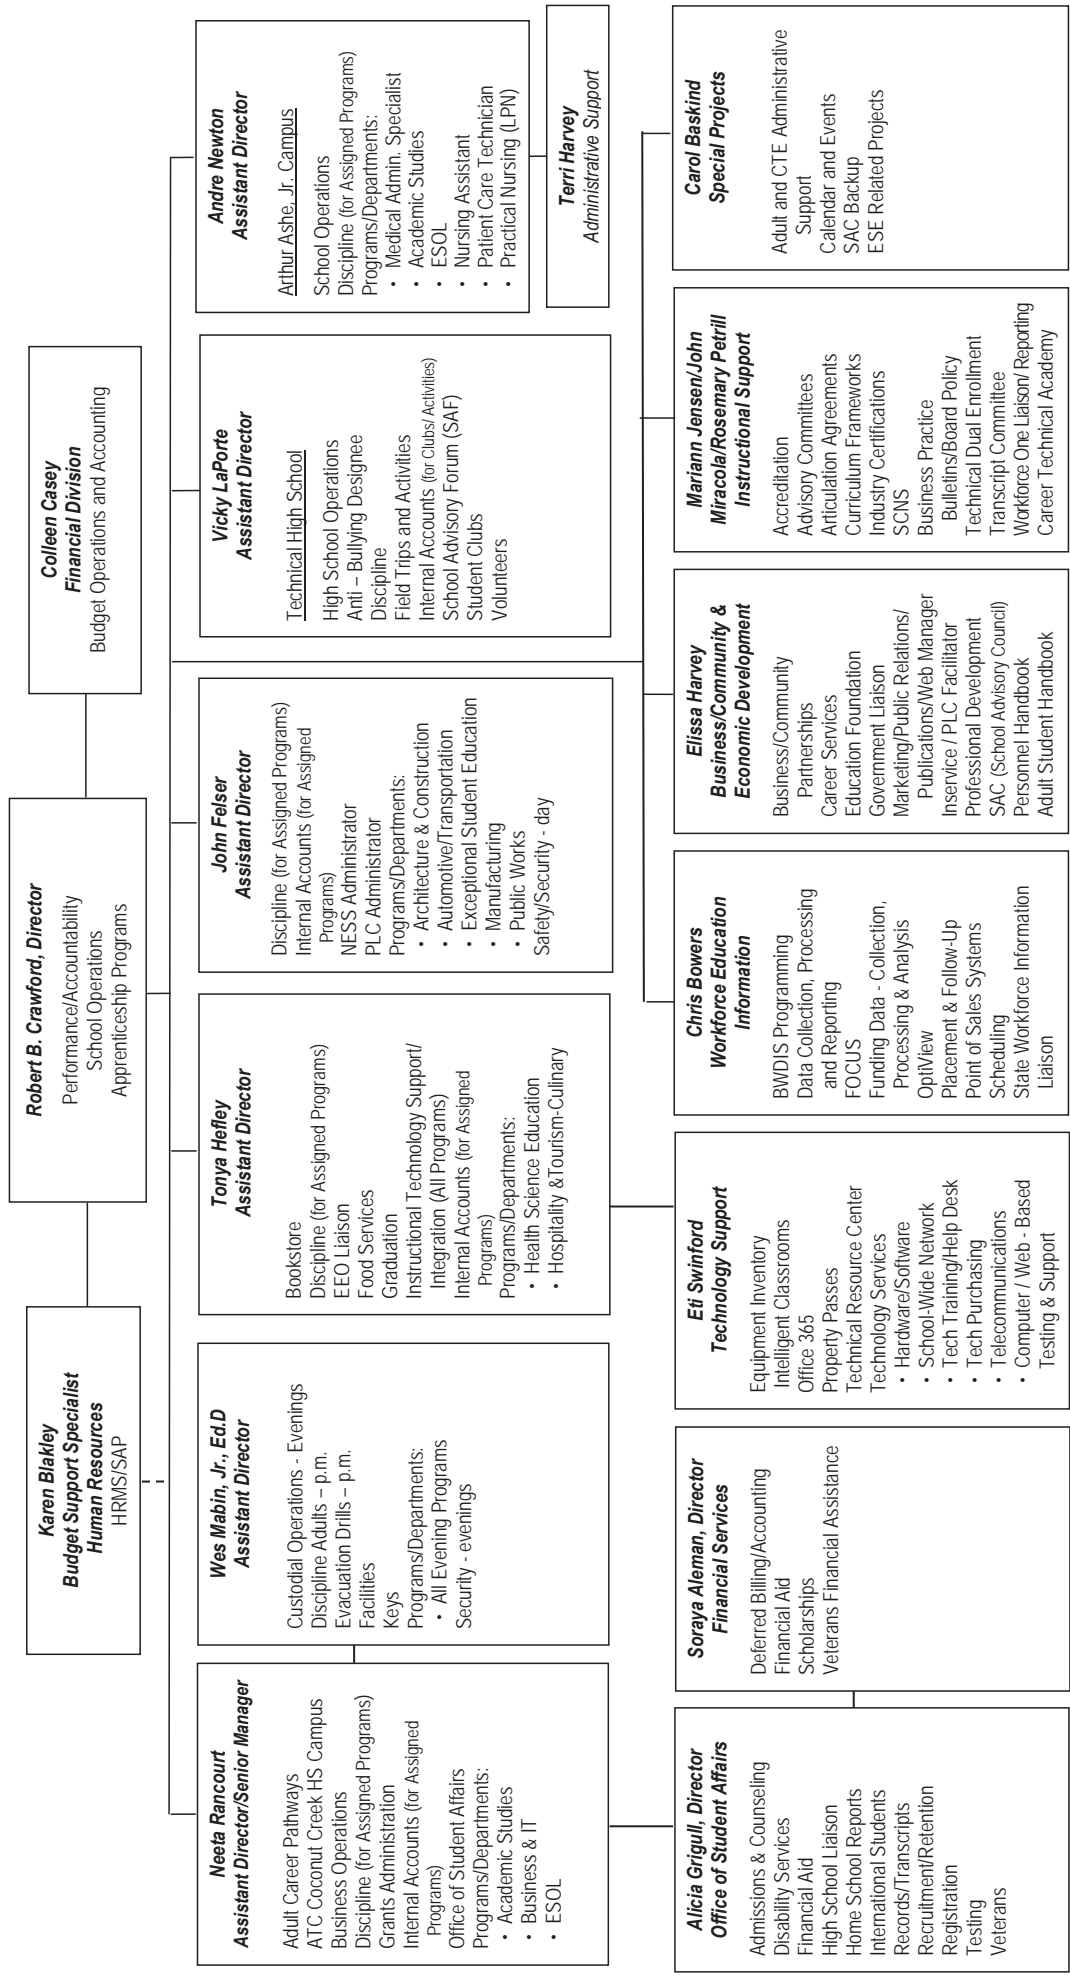 Robert B. Crawford, Director
Performance/Accountability
School Operations
Apprenticeship Programs
Karen Blakley
Budget Support Specialist
Human Resources
HRMS/SAP
Colleen Casey
Financial Division
Budget Operations and Accounting
Neeta Rancourt
Assistant Director/Senior Manager
Adult Career Pathways
ATC Coconut Creek HS Campus
Business Operations
Discipline (for Assigned Programs)
Grants Administration
Internal Accounts (for Assigned
Programs)
Office of Student Affairs
Programs/Departments:
• Academic Studies
• Business & IT
• ESOL
Wes Mabin, Jr., Ed.D
Assistant Director
Custodial Operations - Evenings
Discipline Adults – p.m.
Evacuation Drills – p.m.
Facilities
Keys
Programs/Departments:
• All Evening Programs
Security - evenings
Tonya Hefley
Assistant Director
Bookstore
Discipline (for Assigned Programs)
EEO Liaison
Food Services
Graduation
Instructional Technology Support/
Integration (All Programs)
Internal Accounts (for Assigned
Programs)
Programs/Departments:
• Health Science Education
• Hospitality &Tourism-Culinary
John Felser
Assistant Director
Discipline (for Assigned Programs)
Internal Accounts (for Assigned
Programs)
NESS Administrator
PLC Administrator
Programs/Departments:
• Architecture & Construction
• Automotive/Transportation
• Exceptional Student Education
• Manufacturing
• Public Works
Safety/Security - day
Vicky LaPorte
Assistant Director
Technical High School
High School Operations
Anti – Bullying Designee
Discipline
Field Trips and Activities
Internal Accounts (for Clubs/ Activities)
School Advisory Forum (SAF)
Student Clubs
Volunteers
Andre Newton
Assistant Director
Arthur Ashe, Jr. Campus
School Operations
Discipline (for Assigned Programs)
Programs/Departments:
• Medical Admin. Specialist
• Academic Studies
• ESOL
• Nursing Assistant
• Patient Care Technician
• Practical Nursing (LPN)
Terri Harvey
Administrative Support
Alicia Grigull, Director
Office of Student Affairs
Admissions & Counseling
Disability Services
Financial Aid
High School Liaison
Home School Reports
International Students
Records/Transcripts
Recruitment/Retention
Registration
Testing
Veterans
Soraya Aleman, Director
Financial Services
Deferred Billing/Accounting
Financial Aid
Scholarships
Veterans Financial Assistance
Eti Swinford
Technology Support
Equipment Inventory
Intelligent Classrooms
Office 365
Property Passes
Technical Resource Center
Technology Services
• Hardware/Software
• School-Wide Network
• Tech Training/Help Desk
• Tech Purchasing
• Telecommunications
• Computer / Web - Based
Testing & Support
Chris Bowers
Workforce Education
Information
BWDIS Programming
Data Collection, Processing
and Reporting
FOCUS
Funding Data - Collection,
Processing & Analysis
OptiView
Placement & Follow-Up
Point of Sales Systems
Scheduling
State Workforce Information
Liaison
Elissa Harvey
Business/Community &
Economic Development
Business/Community
Partnerships
Career Services
Education Foundation
Government Liaison
Marketing/Public Relations/
Publications/Web Manager
Inservice / PLC Facilitator
Professional Development
SAC (School Advisory Council)
Personnel Handbook
Adult Student Handbook
Mariann Jensen/John
Miracola/Rosemary Petrill
Instructional Support
Accreditation
Advisory Committees
Articulation Agreements
Curriculum Frameworks
Industry Certifications
SCNS
Business Practice
Bulletins/Board Policy
Technical Dual Enrollment
Transcript Committee
Workforce One Liaison/ Reporting
Career Technical Academy
Carol Baskind
Special Projects
Adult and CTE Administrative
Support
Calendar and Events
SAC Backup
ESE Related Projects